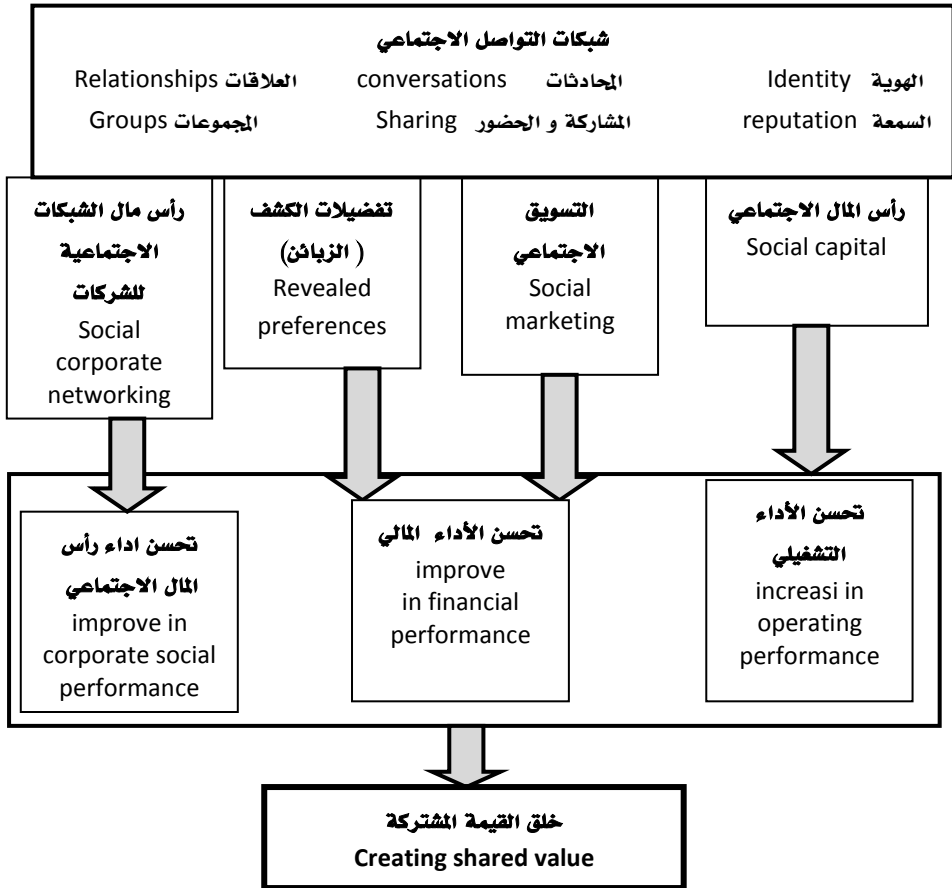 شبكات التواصل الاجتماعي
الهوية Identity المحادثات conversations العلاقات Relationships
السمعة reputation المشاركة و الحضور Sharing المجموعات Groups
رأس المال الاجتماعي
Social capital
التسويق
الاجتماعي
Social
marketing
تفضيلات الكشف
( الزبائن)
Revealed
preferences
رأس مال الشبكات
الاجتماعية
للشركات
Social
corporate
networking
تحسن الأداء
التشغيلي
increasi in
operating
performance
تحسن الأداء المالي
improve
in financial
performance
تحسن اداء رأس
المال الاجتماعي
improve in
corporate social
performance
خلق القيمة المشتركة
Creating shared value